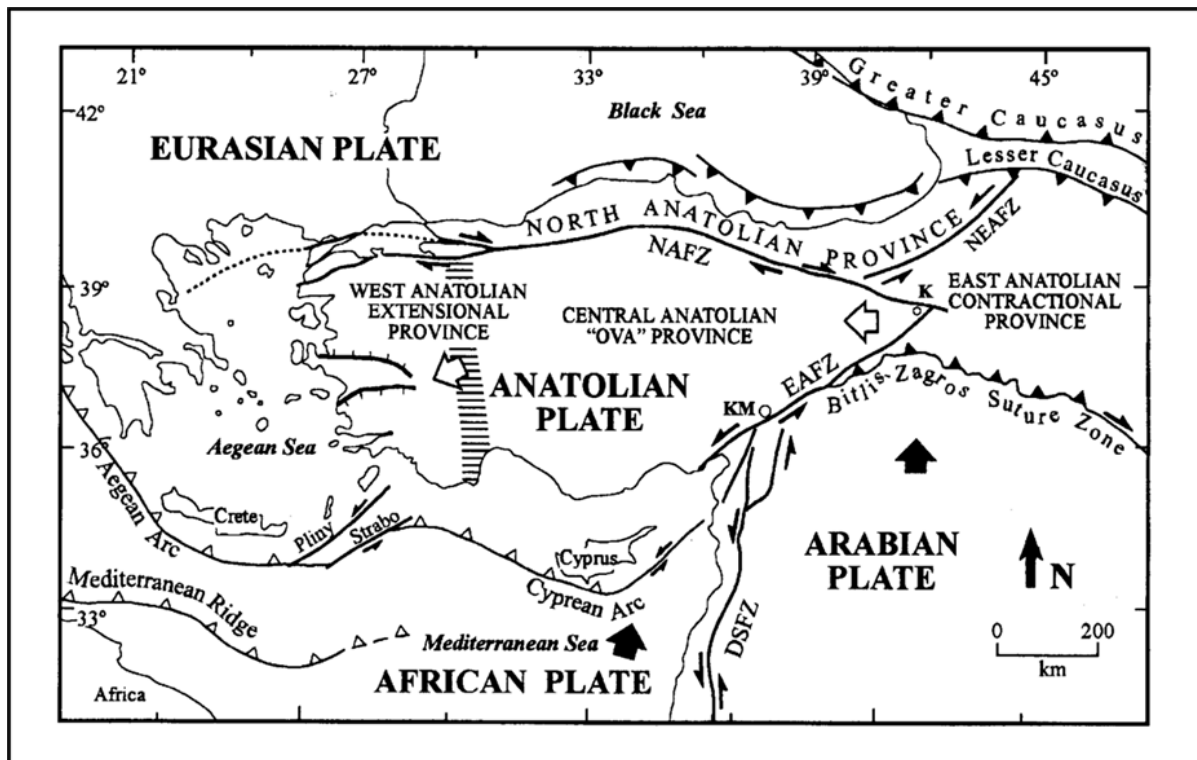 21°
27°
33°
39°
45°
42°
39°
36°
33°
Greater Caucasus
Black Sea
EURASIAN PLATE
Lesser Caucasus
NORTH ANATOLIAN PROVINCE
NAFZ
NEAFZ
K
WEST ANATOLIAN
EXTENSIONAL
PROVINCE
CENTRAL ANATOLIAN
"OVA" PROVINCE
EAST ANATOLIAN
CONTRACTIONAL
PROVINCE
ANATOLIAN
PLATE
EAFZ
Bitlis-Zagros Suture Zone
KM
Aegean Sea
Aegean Arc
Crete
Pliny
Strabo
Cyprus
Cyprean Arc
ARABIAN
PLATE
N
Mediterranean Ridge
Mediterranean Sea
DSFZ
AFRICAN PLATE
Africa
0 200
km